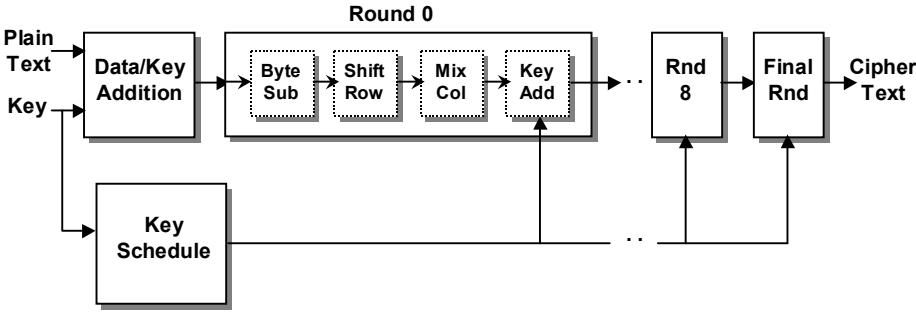 Round 0
Plain
Text
Key
Data/Key
Addition
Byte
Sub
Shift
Row
Mix
Col
Key
Add
. .
Rnd
8
Final
Rnd
Cipher
Text
Key
Schedule
. .